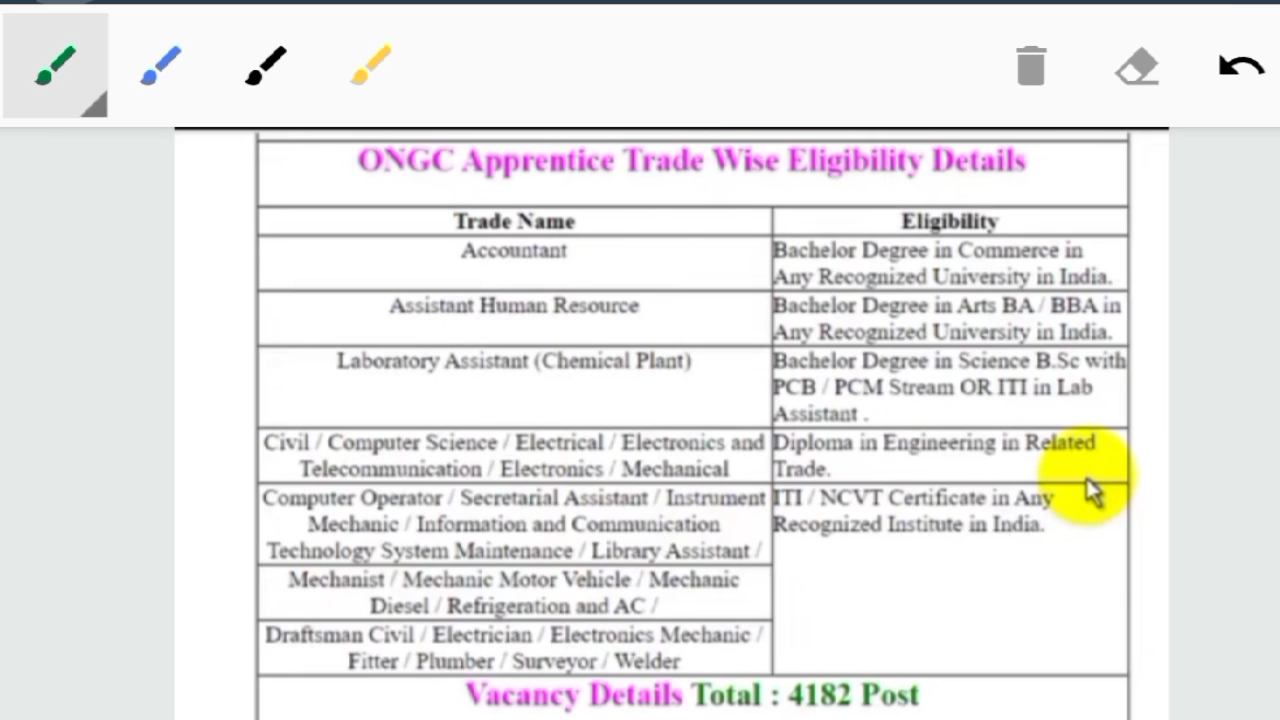 ONGC Apprentice Trade Wise Eligibility Details
Trade Name
Eligibility
Accountant
Bachelor Degree in Commerce in
Any Recognized University in India.
Assistant Human Resource
Bachelor Degree in Arts BA / BBA in
Any Recognized University in India.
Laboratory Assistant (Chemical Plant)
Bachelor Degree in Science B.Sc with
PCB / PCM Stream OR ITI in Lab
Assistant .
Civil / Computer Science / Electrical / Electronics and
Telecommunication / Electronics / Mechanical
Diploma in Engineering in Related
Trade.
Computer Operator / Secretarial Assistant / Instrument
Mechanic / Information and Communication
Technology System Maintenance / Library Assistant /
ITI / NCVT Certificate in Any
Recognized Institute in India.
Mechanist / Mechanic Motor Vehicle / Mechanic
Diesel / Refrigeration and AC /
Draftsman Civil / Electrician / Electronics Mechanic /
Fitter / Plumber / Surveyor / Welder
Vacancy Details Total : 4182 Post